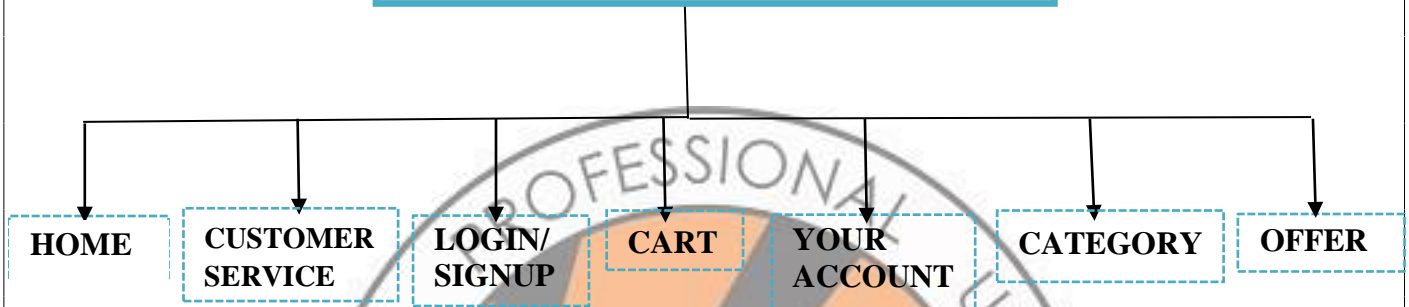 PROFESSIONAL U
HOME
CUSTOMER
SERVICE
LOGIN/
SIGNUP
CART
YOUR
ACCOUNT
CATEGORY
OFFER